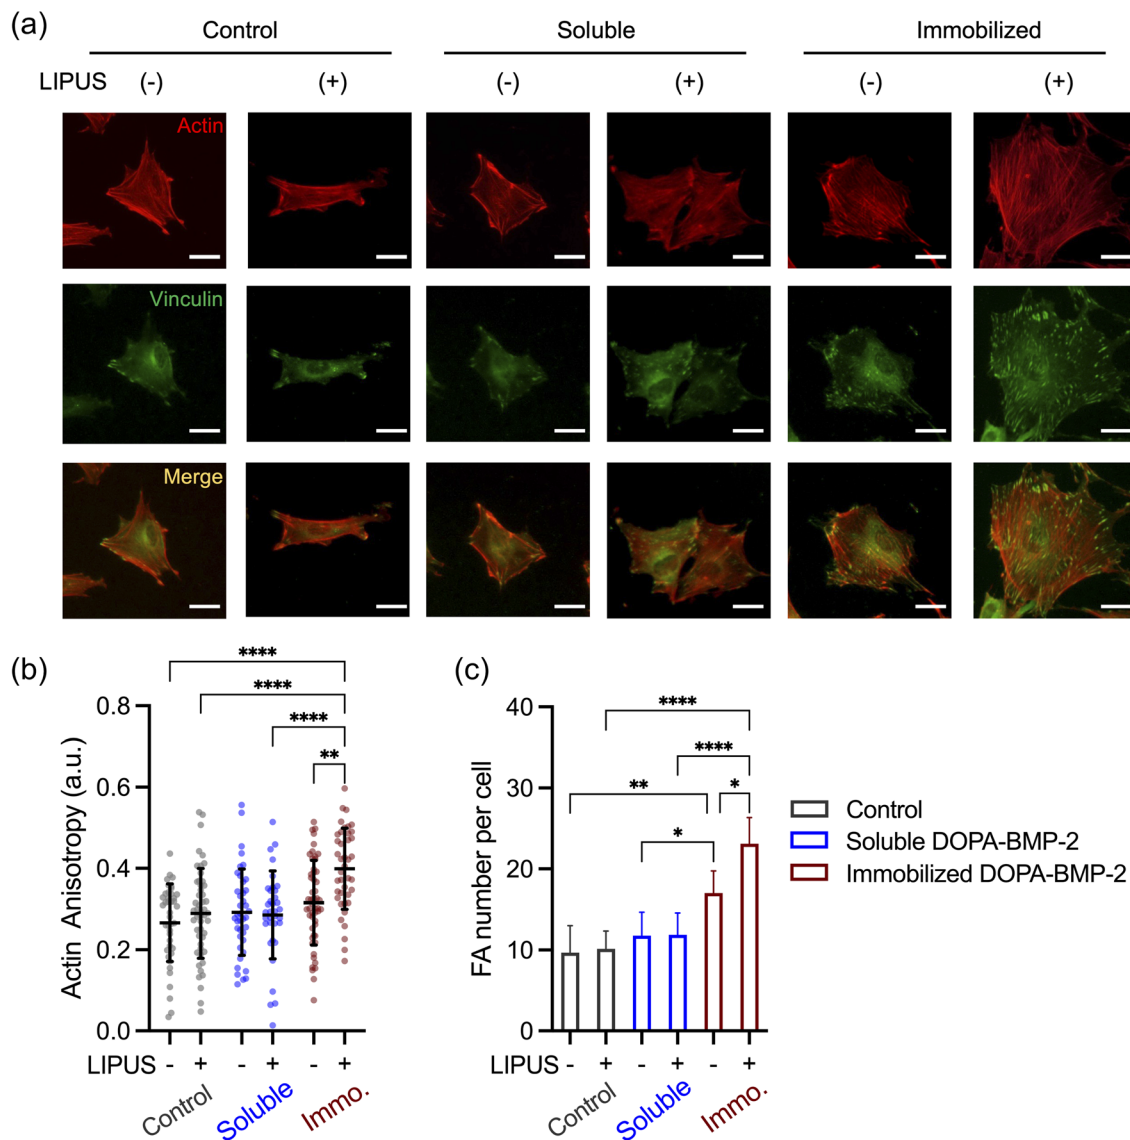 (a)
Control Soluble Immobilized
LIPUS (-) (+) (-) (+) (-) (+)
Actin
Vinculin
Merge
(b)
**** 
****
****
**
Actin Anisotropy (a.u.)
0.8
0.6
0.4
0.2
0.0
LIPUS - + - + - +
Control Soluble Immo.
(c)
****
****
**
*
*
FA number per cell
40
30
20
10
0
LIPUS - + - + - +
Control Soluble Immo.
Control
Soluble DOPA-BMP-2
Immobilized DOPA-BMP-2